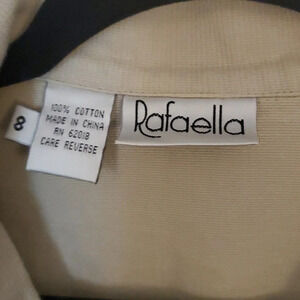 8
100% COTTON
MADE IN CHINA
RN 62018
CARE REVERSE
Rafaella